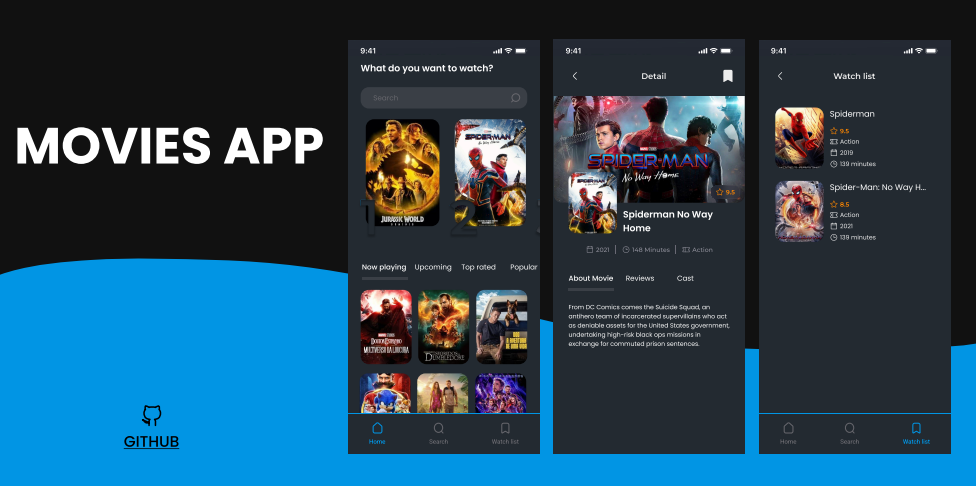 MOVIES APP
GITHUB
9:41
What do you want to watch?
Search
JURASSIC WORLD
SPIDER-MAN
No Way Home
1
2
Now playing
Upcoming
Top rated
Popular
DUMBLEDORE
Home
Search
Watch list
9:41
Detail
SPIDER-MAN
No Way Home
9.5
Spiderman No Way
Home
2021
148 Minutes
Action
About Movie
Reviews
Cast
From DC Comics comes the Suicide Squad, an
antihero team of incarcerated supervillains who act
as deniable assets for the United States government,
undertaking high-risk black ops missions in
exchange for commuted prison sentences.
9:41
Watch list
Spiderman
9.5
Action
2019
139 minutes
Spider-Man: No Way H...
8.5
Action
2021
139 minutes
Home
Search
Watch list